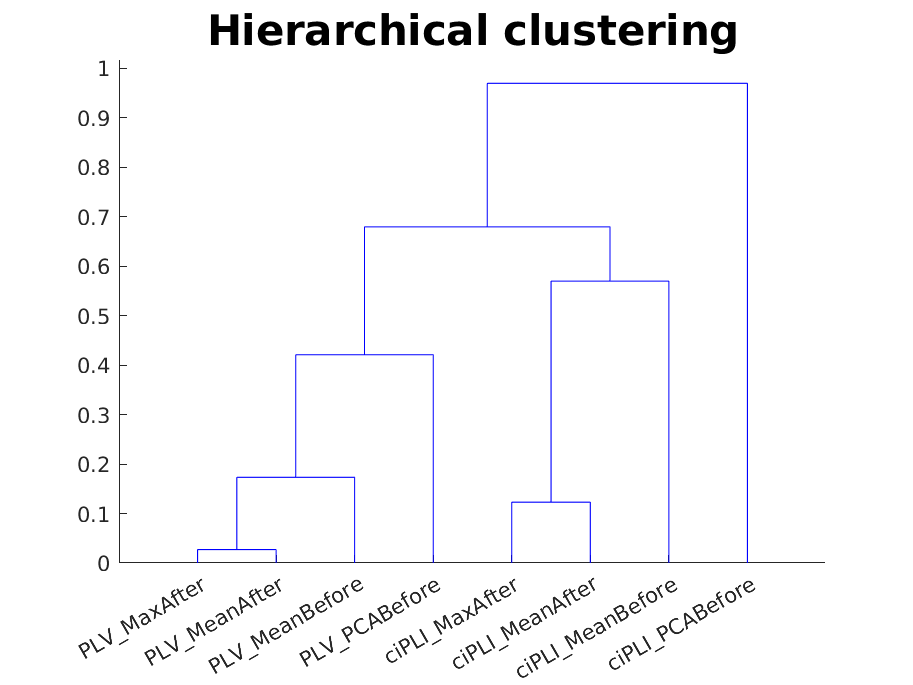 Hierarchical clustering
1
0.9
0.8
0.7
0.6
0.5
0.4
0.3
0.2
0.1
0
PLV_MaxAfter
PLV_MeanAfter
PLV_MeanBefore
PLV_PCABefore
ciPLI_MaxAfter
ciPLI_MeanAfter
ciPLI_MeanBefore
ciPLI_PCABefore